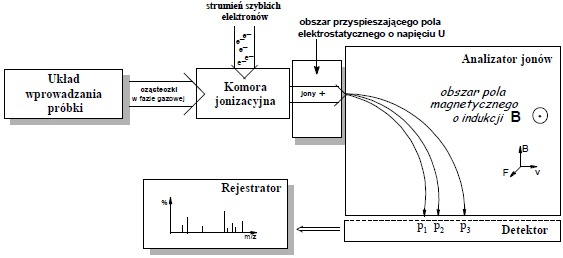 strumień szybkich
elektronów
e⁻
e⁻
e⁻
e⁻
e⁻
obszar przyspieszającego pola
elektrostatycznego o napięciu U
Układ
wprowadzania
próbki
cząsteczki
w fazie gazowej
Komora
jonizacyjna
jony +
Analizator jonów
obszar pola
magnetycznego
o indukcji B
B
F
v
p₁ p₂ p₃
Detektor
Rejestrator
%
m/z